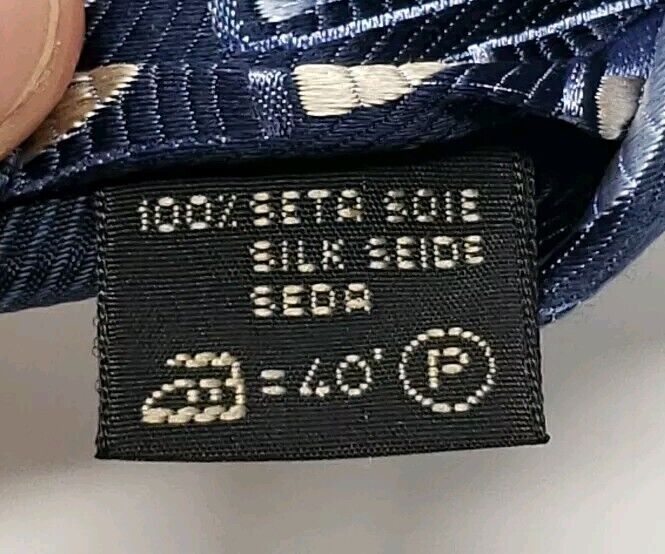 100% SETA SOIE
SILK SEIDE
SEDA
= 40° P